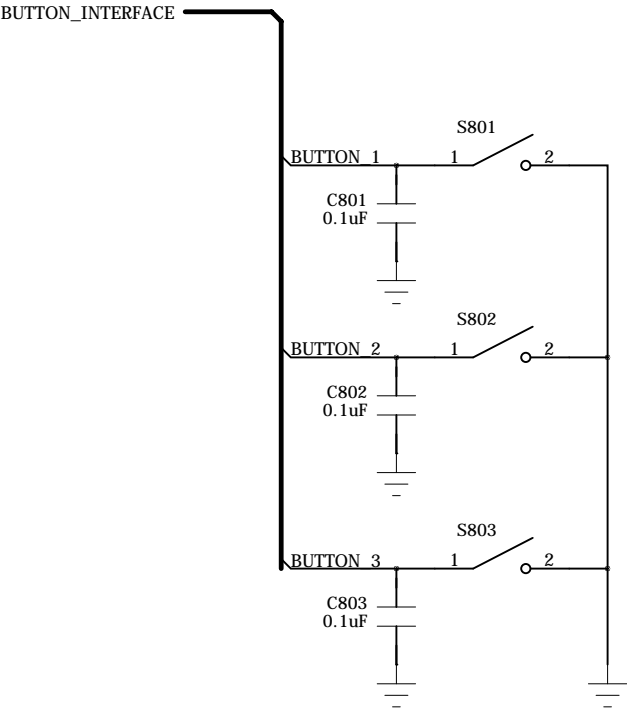 BUTTON_INTERFACE
S801
BUTTON_1 1 2
C801
0.1uF
S802
BUTTON_2 1 2
C802
0.1uF
S803
BUTTON_3 1 2
C803
0.1uF